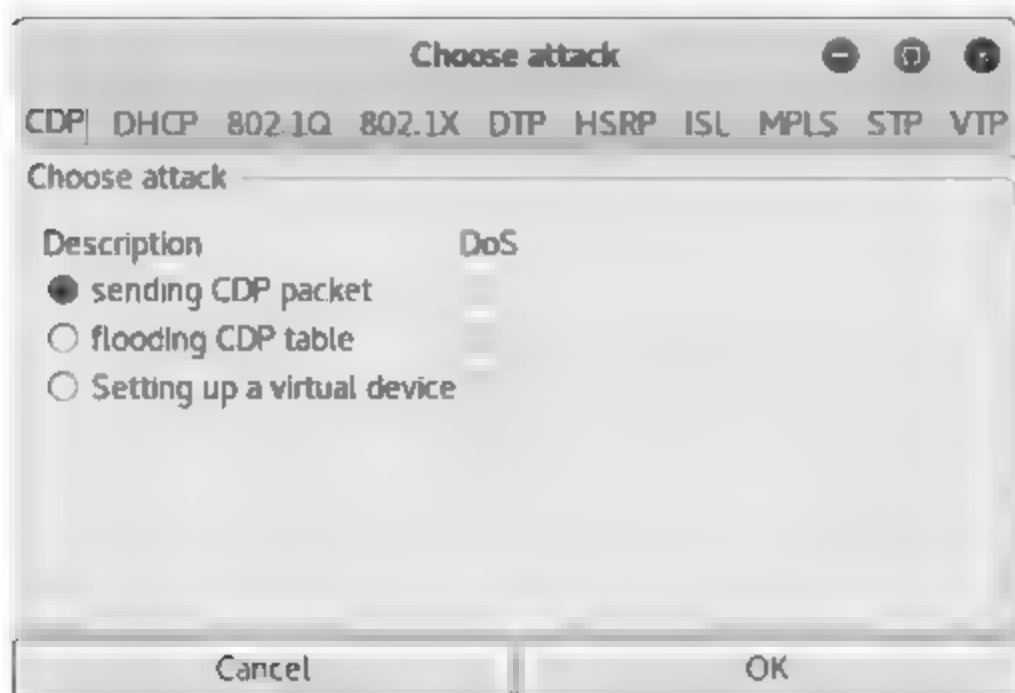 Choose attack
CDP DHCP 802.1Q 802.1X DTP HSRP ISL MPLS STP VTP
Choose attack
Description DoS
sending CDP packet
flooding CDP table
Setting up a virtual device
Cancel OK